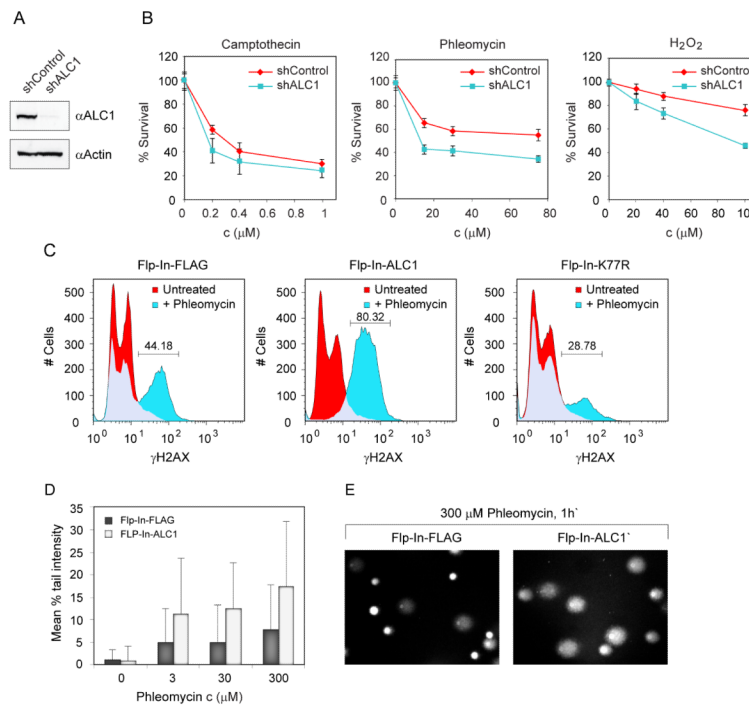 A
shControl
shALC1
αALC1
αActin
B
Camptothecin
shControl
shALC1
% Survival
120
100
80
60
40
20
0
0 0.2 0.4 0.6 0.8 1
c (μM)
Phleomycin
shControl
shALC1
% Survival
120
100
80
60
40
20
0
0 20 40 60 80
c (μM)
H2O2
shControl
shALC1
% Survival
120
100
80
60
40
20
0
0 20 40 60 80
c (μM)
C
Flp-In-FLAG
Untreated
+ Phleomycin
44.18
# Cells
500
400
300
200
100
0
10^0 10^1 10^2 10^3
γH2AX
Flp-In-ALC1
Untreated
+ Phleomycin
80.32
# Cells
500
400
300
200
100
0
10^0 10^1 10^2 10^3
γH2AX
Flp-In-K77R
Untreated
+ Phleomycin
28.78
# Cells
500
400
300
200
100
0
10^0 10^1 10^2 10^3
γH2AX
D
Flp-In-FLAG
FLP-In-ALC1
Mean % tail intensity
35
30
25
20
15
10
5
0
0 3 30 300
Phleomycin c (μM)
E
300 μM Phleomycin, 1h`
Flp-In-FLAG
Flp-In-ALC1`